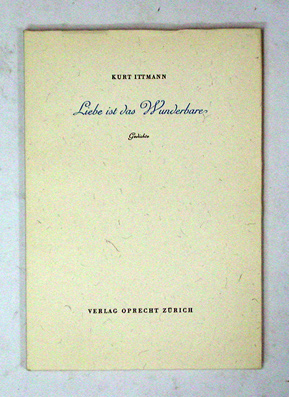 KURT ITTMANN
Liebe ist das Wunderbare
Gedichte
VERLAG OPRECHT ZÜRICH